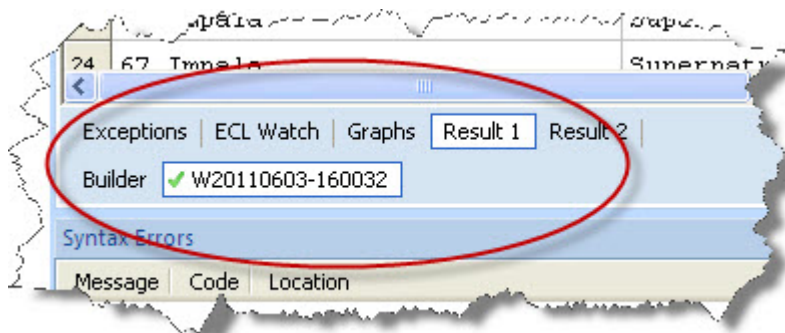 24 67 Impala Supernat
Exceptions ECL Watch Graphs Result 1 Result 2
Builder W20110603-160032
Syntax Errors
Message Code Location